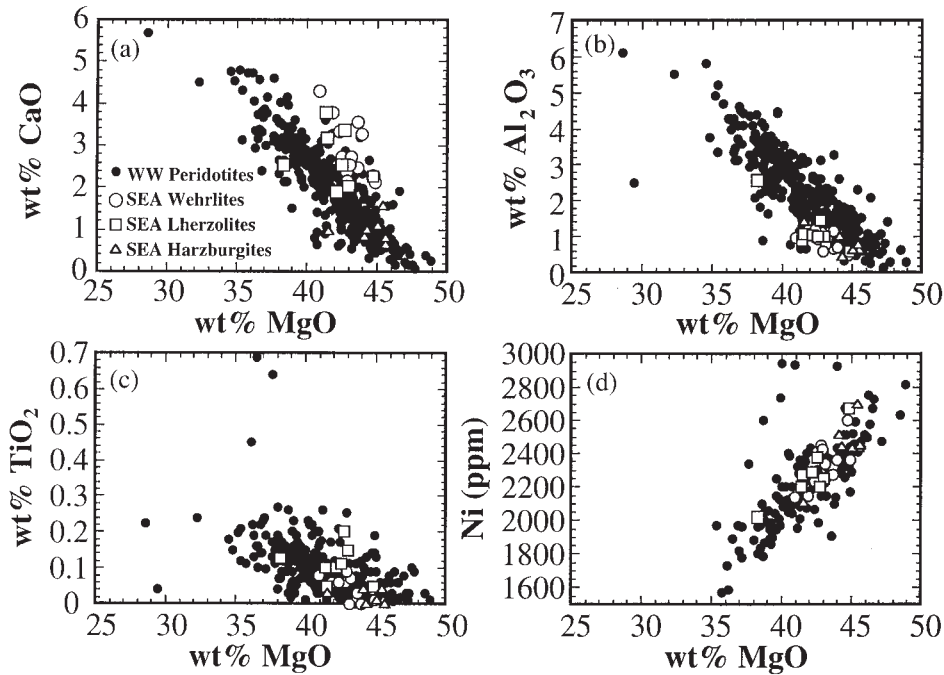 (a)
wt% CaO
6
5
4
3
2
1
0
WW Peridotites
SEA Wehrlites
SEA Lherzolites
SEA Harzburgites
25 30 35 40 45 50
wt% MgO
(b)
wt% Al2O3
7
6
5
4
3
2
1
0
25 30 35 40 45 50
wt% MgO
(c)
wt% TiO2
0.7
0.6
0.5
0.4
0.3
0.2
0.1
0
25 30 35 40 45 50
wt% MgO
(d)
Ni (ppm)
3000
2800
2600
2400
2200
2000
1800
1600
25 30 35 40 45 50
wt% MgO